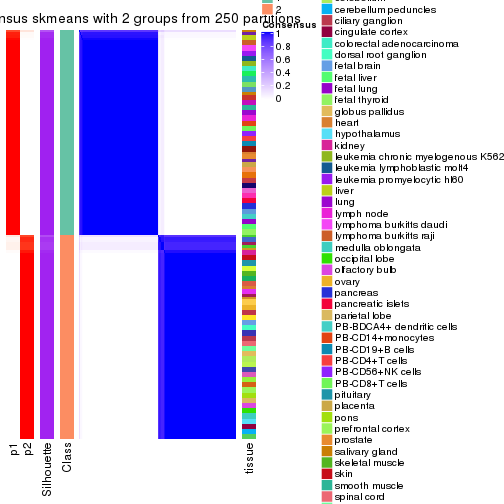 nsus skmeans with 2 groups from 250 partitions
2
Consensus
1
0.8
0.6
0.4
0.2
0
p1
p2
Silhouette
Class
tissue
cerebellum peduncles
ciliary ganglion
cingulate cortex
colorectal adenocarcinoma
dorsal root ganglion
fetal brain
fetal liver
fetal lung
fetal thyroid
globus pallidus
heart
hypothalamus
kidney
leukemia chronic myelogenous K562
leukemia lymphoblastic molt4
leukemia promyelocytic hl60
liver
lung
lymph node
lymphoma burkitts daudi
lymphoma burkitts raji
medulla oblongata
occipital lobe
olfactory bulb
ovary
pancreas
pancreatic islets
parietal lobe
PB-BDCA4+ dendritic cells
PB-CD14+monocytes
PB-CD19+B cells
PB-CD4+T cells
PB-CD56+NK cells
PB-CD8+T cells
pituitary
placenta
pons
prefrontal cortex
prostate
salivary gland
skeletal muscle
skin
smooth muscle
spinal cord